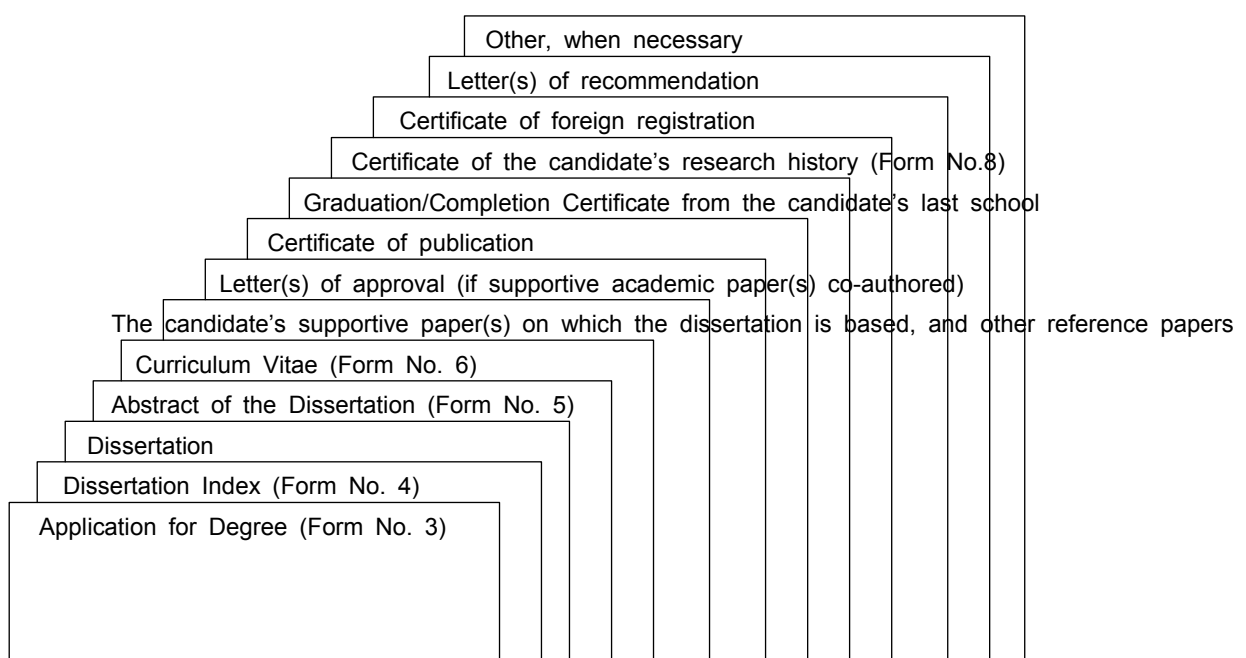 Other, when necessary
Letter(s) of recommendation
Certificate of foreign registration
Certificate of the candidate's research history (Form No.8)
Graduation/Completion Certificate from the candidate's last school
Certificate of publication
Letter(s) of approval (if supportive academic paper(s) co-authored)
The candidate's supportive paper(s) on which the dissertation is based, and other reference papers
Curriculum Vitae (Form No. 6)
Abstract of the Dissertation (Form No. 5)
Dissertation
Dissertation Index (Form No. 4)
Application for Degree (Form No. 3)